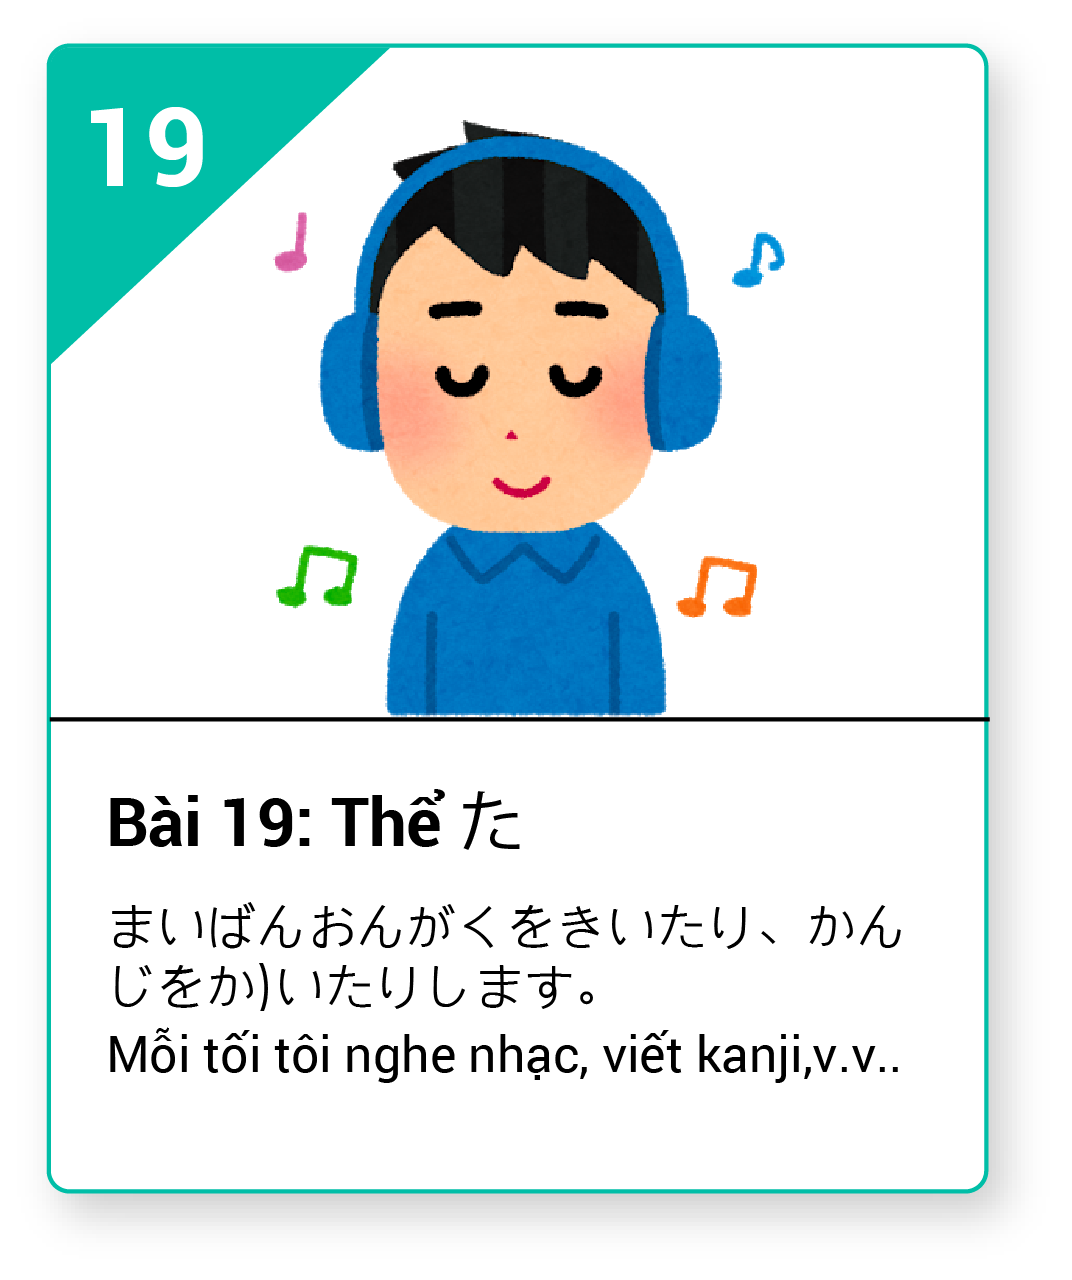 19
Bài 19: Thể た
まいばんおんがくをきいたり、かん
じをか)いたりします。
Mỗi tối tôi nghe nhạc, viết kanji,v.v..